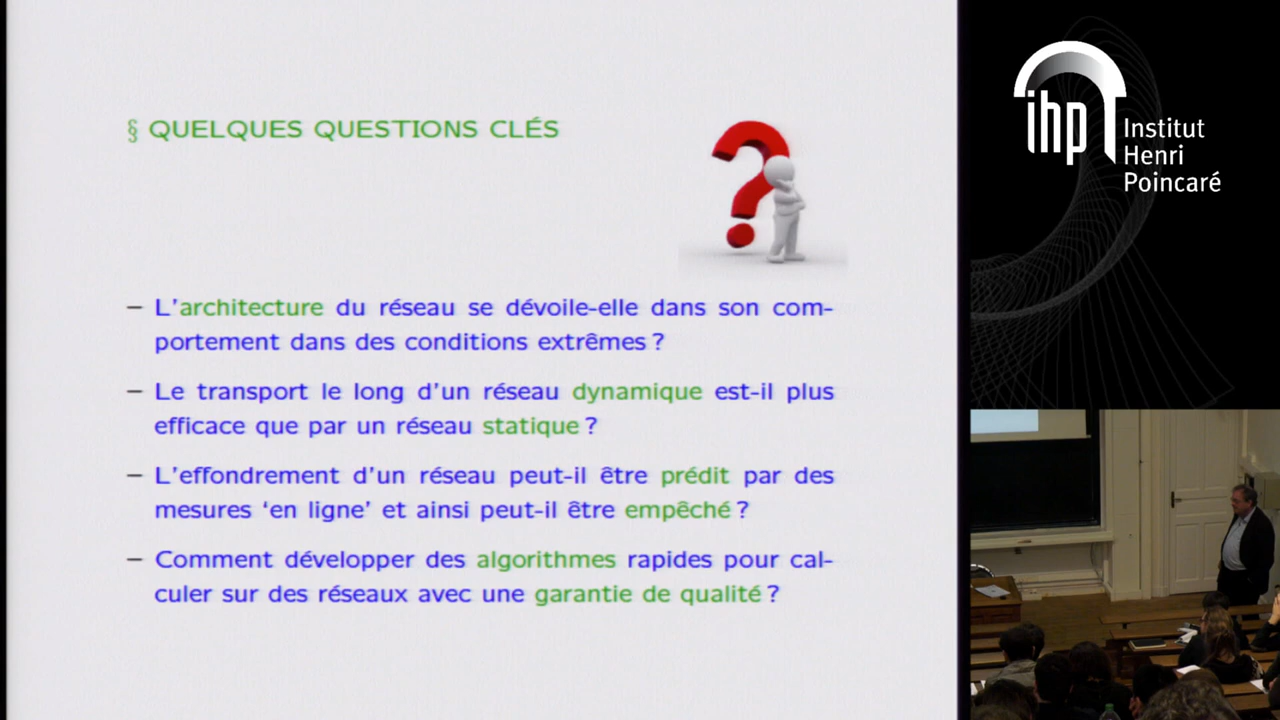 § QUELQUES QUESTIONS CLÉS
– L'architecture du réseau se dévoile-elle dans son com-
portement dans des conditions extrêmes ?
– Le transport le long d'un réseau dynamique est-il plus
efficace que par un réseau statique ?
– L'effondrement d'un réseau peut-il être prédit par des
mesures ‘en ligne’ et ainsi peut-il être empêché ?
– Comment développer des algorithmes rapides pour cal-
culer sur des réseaux avec une garantie de qualité ?
ihp Institut
Henri
Poincaré